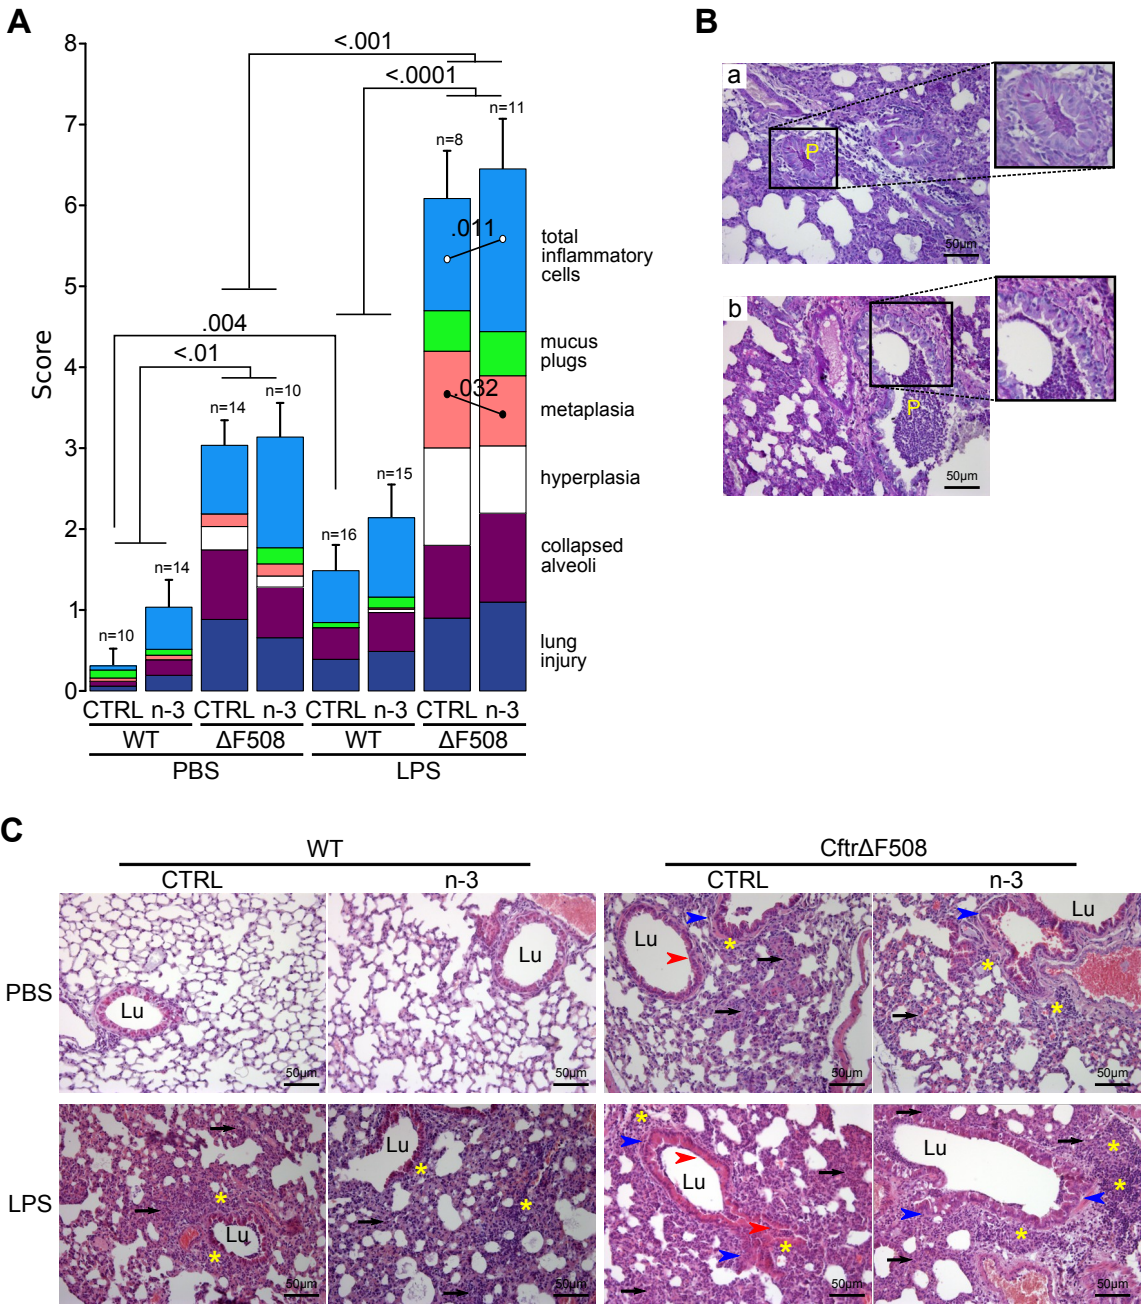 A
8
7
6
5
4
3
2
1
0
Score
<.001
<.0001
n=11
n=8
.011
.004
<.01
.032
n=10
n=14
n=15
n=16
n=14
n=10
total
inflammatory
cells
mucus
plugs
metaplasia
hyperplasia
collapsed
alveoli
lung
injury
CTRL n-3 CTRL n-3 CTRL n-3 CTRL n-3
WT ΔF508 WT ΔF508
PBS LPS
B
a
P
50µm
b
P
50µm
C
WT CftrΔF508
CTRL n-3 CTRL n-3
PBS
Lu
50µm
Lu
50µm
Lu
*
50µm
Lu
*
*
50µm
LPS
*
*
Lu
50µm
Lu
*
*
50µm
*
Lu
*
50µm
Lu
*
*
*
50µm